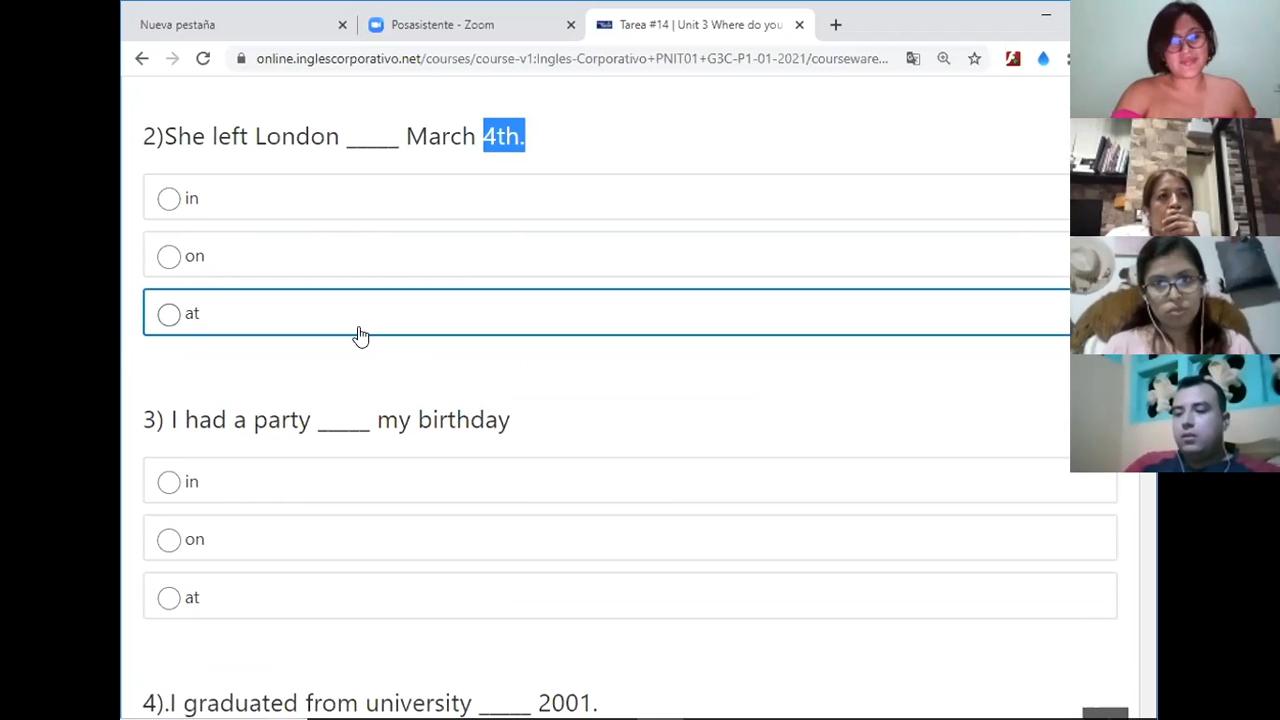 Nueva pestaña
Posasistente - Zoom
Tarea #14 | Unit 3 Where do you
online.inglescorporativo.net/courses/course-v1:Ingles-Corporativo+PNIT01+G3C-P1-01-2021/courseware...
2)She left London _____ March 4th.
in
on
at
3) I had a party _____ my birthday
in
on
at
4).I graduated from university _____ 2001.